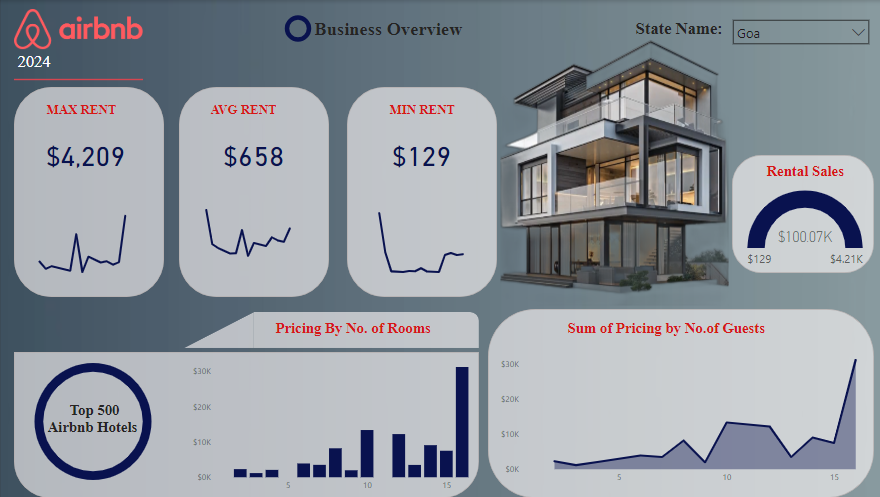 airbnb
2024
Business Overview
State Name:
Goa
MAX RENT
$4,209
AVG RENT
$658
MIN RENT
$129
Rental Sales
$100.07K
$129
$4.21K
Pricing By No. of Rooms
$30K
$20K
$10K
$0K
5
10
15
Top 500
Airbnb Hotels
Sum of Pricing by No.of Guests
$30K
$20K
$10K
$0K
5
10
15